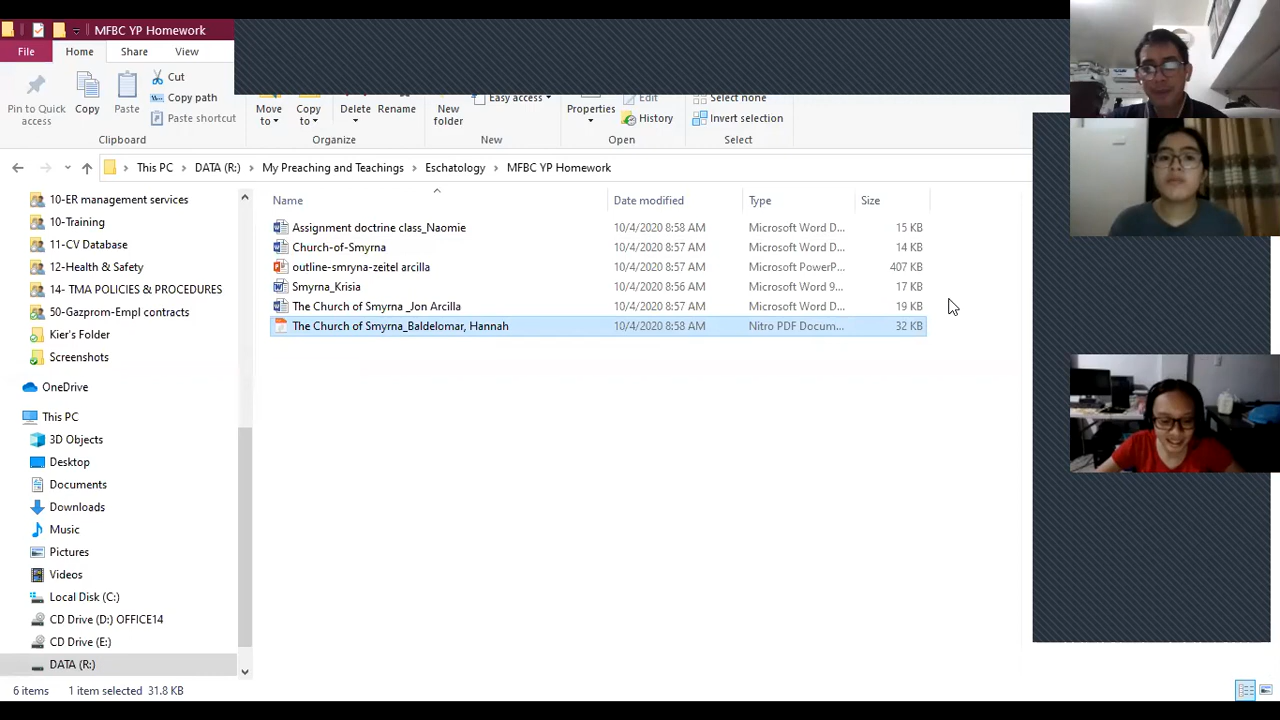 MFBC YP Homework
File Home Share View
Pin to Quick access
Copy
Paste
Cut
Copy path
Paste shortcut
Move to
Copy to
Delete
Rename
New folder
Easy access
Properties
Edit
History
Select none
Invert selection
Clipboard Organize New Open Select
This PC DATA (R:) My Preaching and Teachings Eschatology MFBC YP Homework
Name Date modified Type Size
Assignment doctrine class_Naomie 10/4/2020 8:58 AM Microsoft Word D... 15 KB
Church-of-Smyrna 10/4/2020 8:57 AM Microsoft Word D... 14 KB
outline-smryna-zeitel arcilla 10/4/2020 8:57 AM Microsoft PowerP... 407 KB
Smyrna_Krisia 10/4/2020 8:56 AM Microsoft Word 9... 17 KB
The Church of Smyrna _Jon Arcilla 10/4/2020 8:57 AM Microsoft Word D... 19 KB
The Church of Smyrna_Baldelomar, Hannah 10/4/2020 8:58 AM Nitro PDF Docum... 32 KB
10-ER management services
10-Training
11-CV Database
12-Health & Safety
14- TMA POLICIES & PROCEDURES
50-Gazprom-Empl contracts
Kier's Folder
Screenshots
OneDrive
This PC
3D Objects
Desktop
Documents
Downloads
Music
Pictures
Videos
Local Disk (C:)
CD Drive (D:) OFFICE14
CD Drive (E:)
DATA (R:)
6 items 1 item selected 31.8 KB